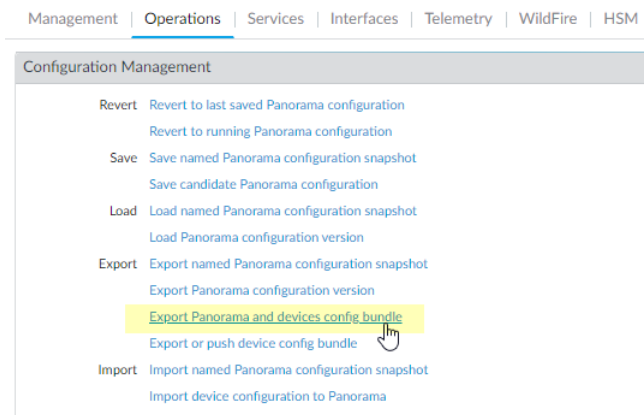 Management | Operations | Services | Interfaces | Telemetry | WildFire | HSM
Configuration Management
Revert Revert to last saved Panorama configuration
Revert to running Panorama configuration
Save Save named Panorama configuration snapshot
Save candidate Panorama configuration
Load Load named Panorama configuration snapshot
Load Panorama configuration version
Export Export named Panorama configuration snapshot
Export Panorama configuration version
Export Panorama and devices config bundle
Export or push device config bundle
Import Import named Panorama configuration snapshot
Import device configuration to Panorama